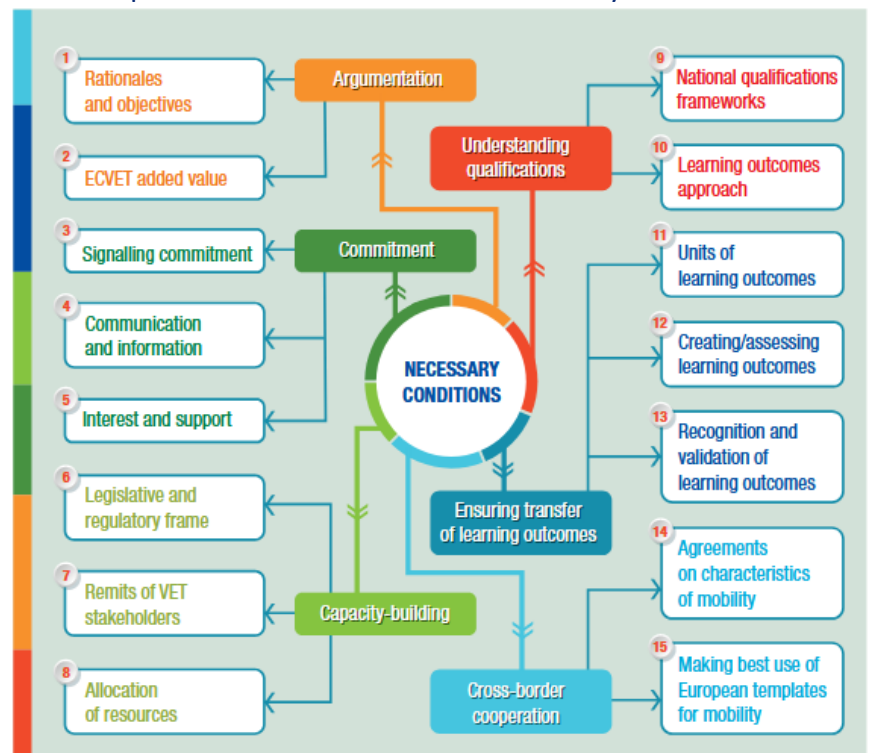 1
Rationales
and objectives
2
ECVET added value
3
Signalling commitment
4
Communication
and information
5
Interest and support
6
Legislative and
regulatory frame
7
Remits of VET
stakeholders
8
Allocation
of resources
Argumentation
Commitment
Capacity-building
NECESSARY
CONDITIONS
Understanding
qualifications
Ensuring transfer
of learning outcomes
Cross-border
cooperation
9
National qualifications
frameworks
10
Learning outcomes
approach
11
Units of
learning outcomes
12
Creating/assessing
learning outcomes
13
Recognition and
validation of
learning outcomes
14
Agreements
on characteristics
of mobility
15
Making best use of
European templates
for mobility